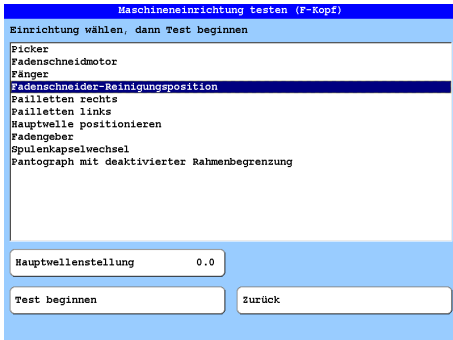 Maschineneinrichtung testen (F-Kopf)
Einrichtung wählen, dann Test beginnen
Picker
Fadenschneidmotor
Fänger
Fadenschneider-Reinigungsposition
Pailletten rechts
Pailletten links
Hauptwelle positionieren
Fadengeber
Spulenkapselwechsel
Pantograph mit deaktivierter Rahmenbegrenzung
Hauptwellenstellung 0.0
Test beginnen Zurück